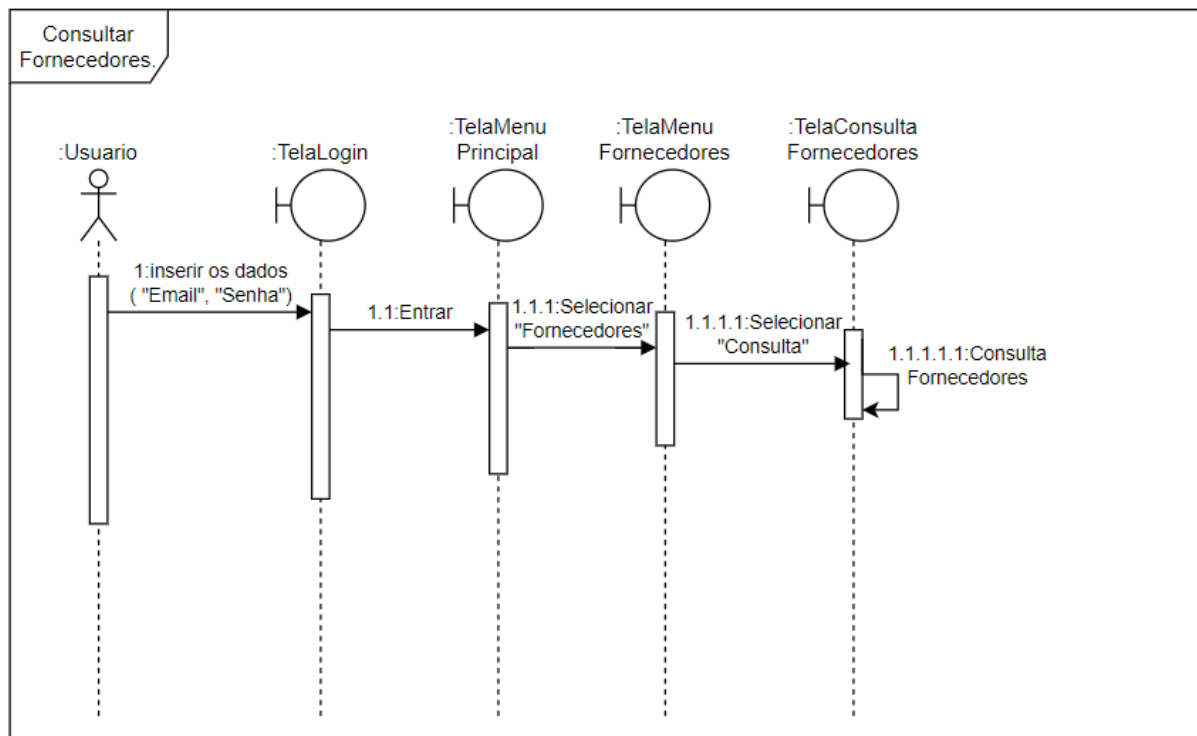 Consultar
Fornecedores.
:Usuario
:TelaLogin
:TelaMenu
Principal
:TelaMenu
Fornecedores
:TelaConsulta
Fornecedores
1:inserir os dados
( "Email", "Senha")
1.1:Entrar
1.1.1:Selecionar
"Fornecedores"
1.1.1.1:Selecionar
"Consulta"
1.1.1.1.1:Consulta
Fornecedores